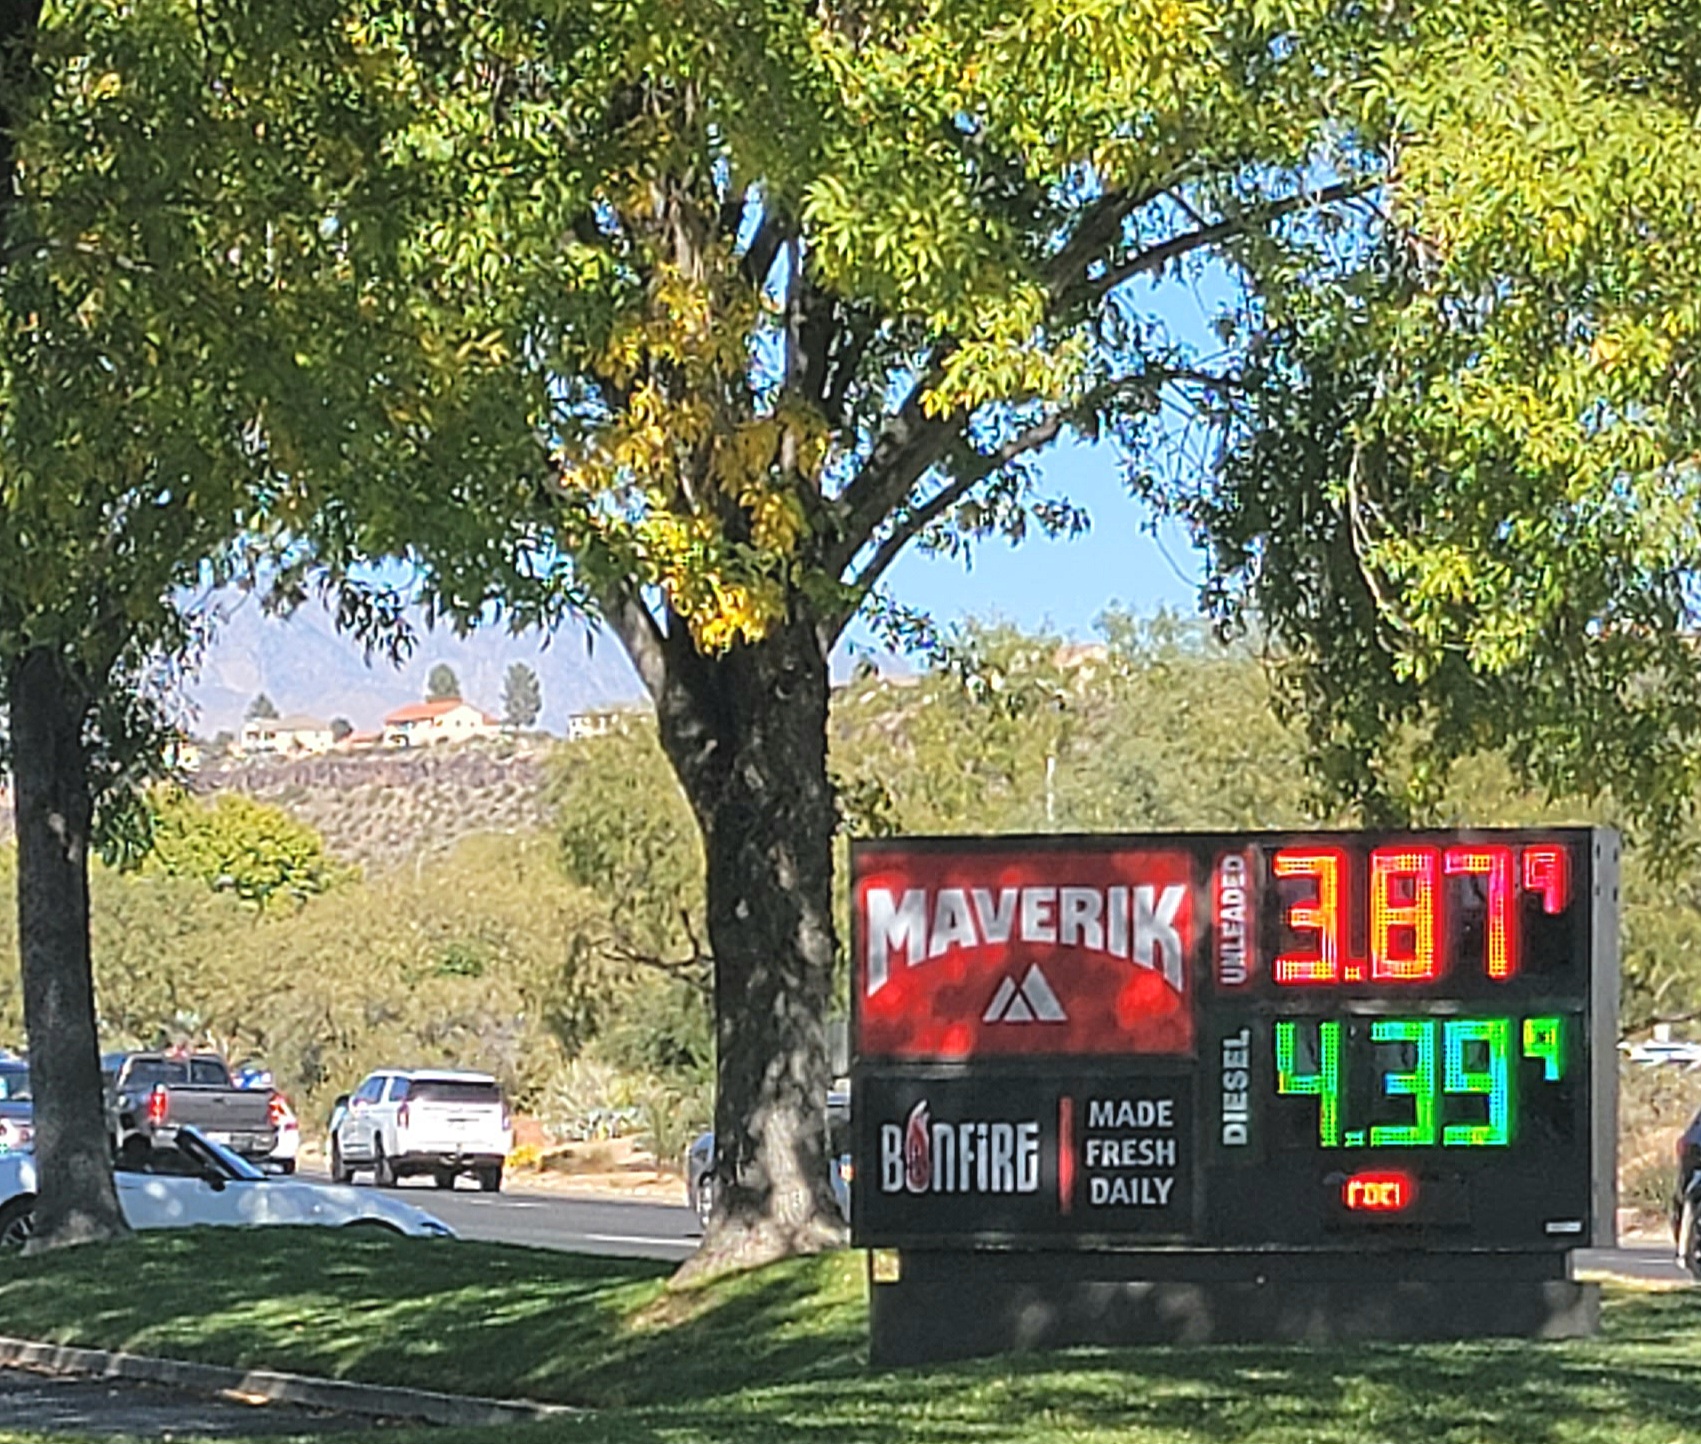 MAVERIK
UNLEADED
3.87 9
DIESEL
4.39 9
BONFIRE
MADE
FRESH
DAILY